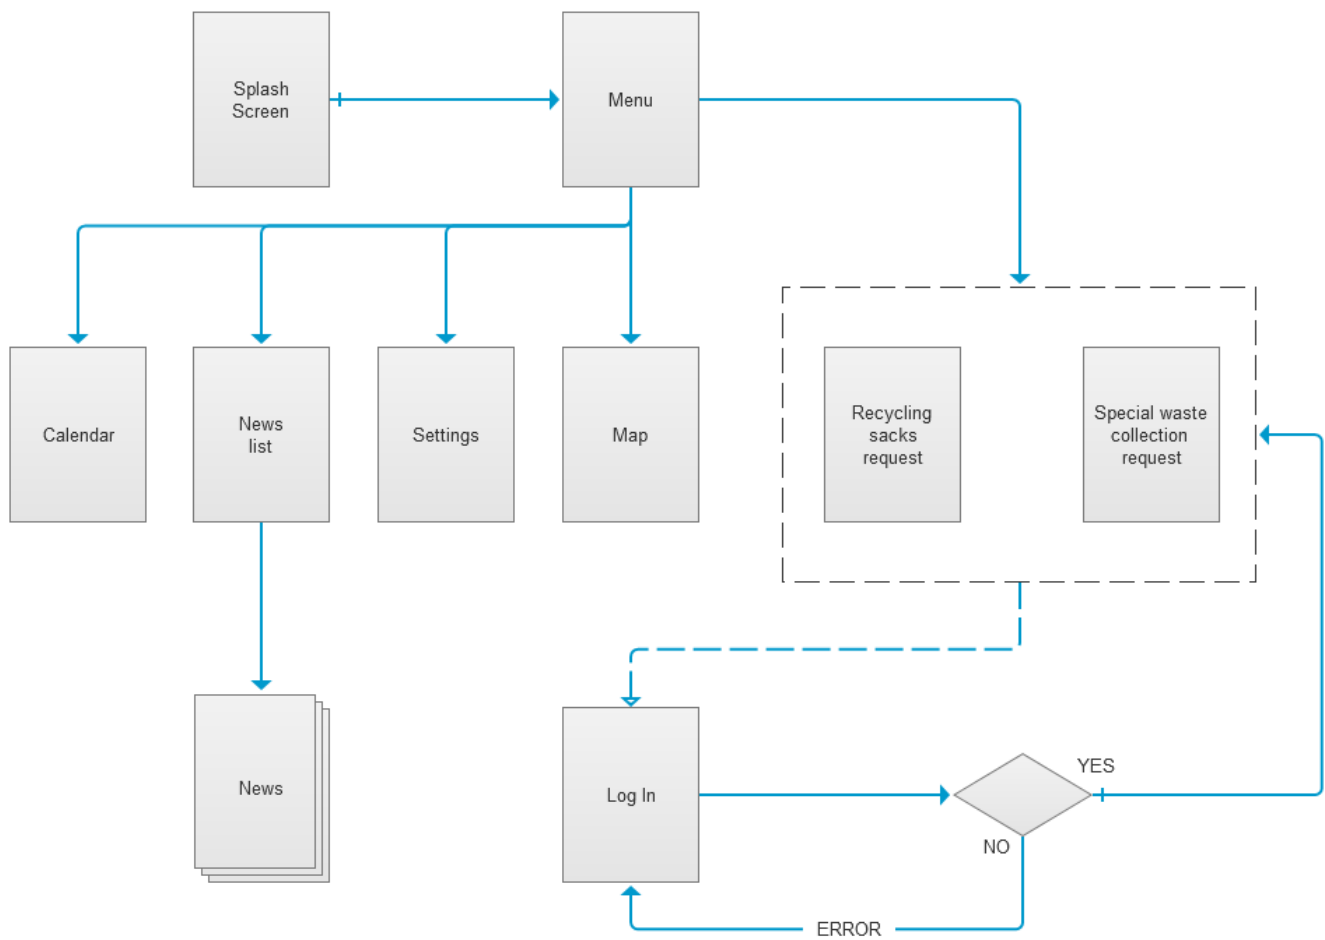 Splash
Screen
Menu
Calendar
News
list
Settings
Map
Recycling
sacks
request
Special waste
collection
request
News
Log In
YES
NO
ERROR